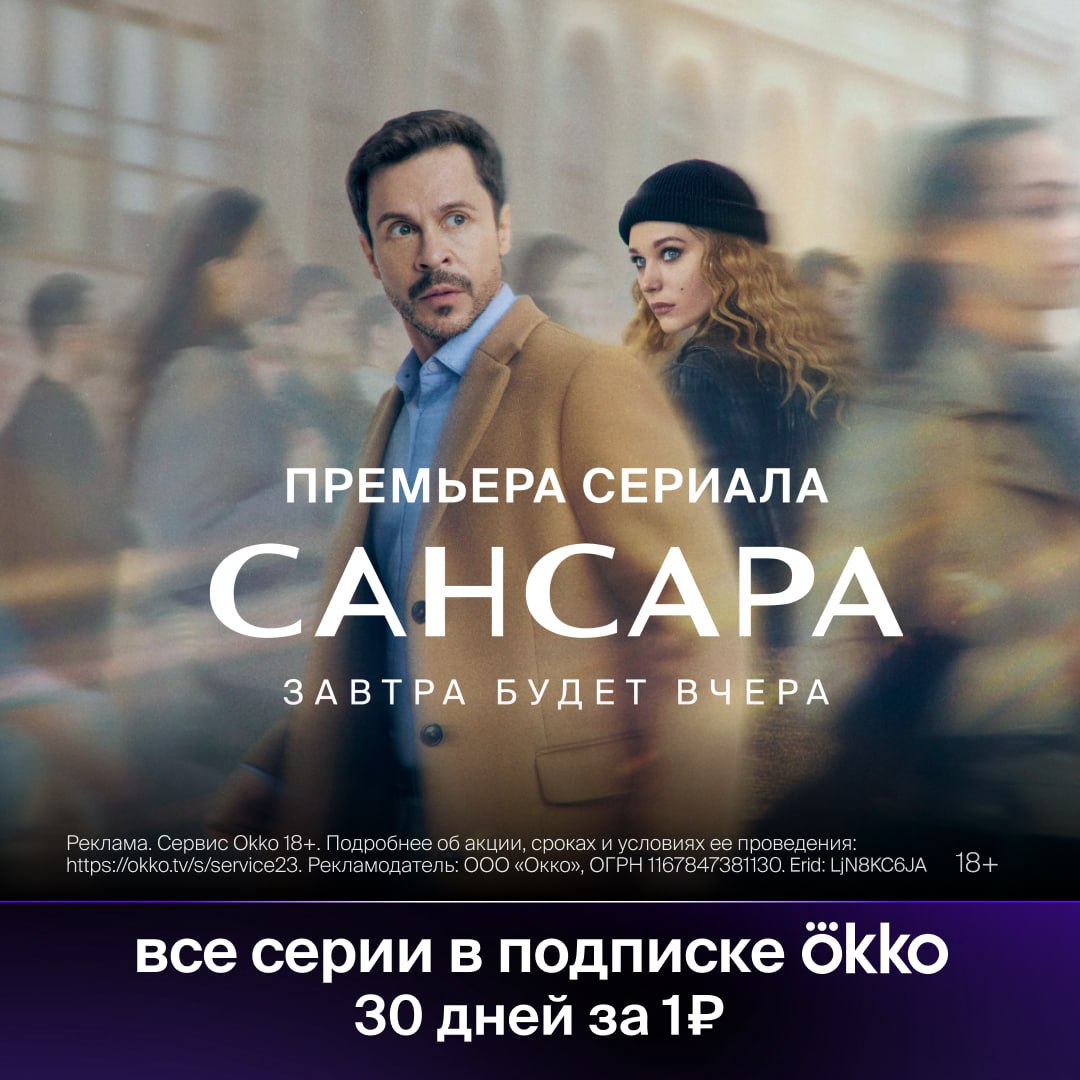 ПРЕМЬЕРА СЕРИАЛА
САНСАРА
ЗАВТРА БУДЕТ ВЧЕРА
Реклама. Сервис Okko 18+. Подробнее об акции, сроках и условиях ее проведения:
https://okko.tv/s/service23. Рекламодатель: ООО «Окко», ОГРН 1167847381130. Erid: LjN8KC6JA 18+
все серии в подписке okko
30 дней за 1₽